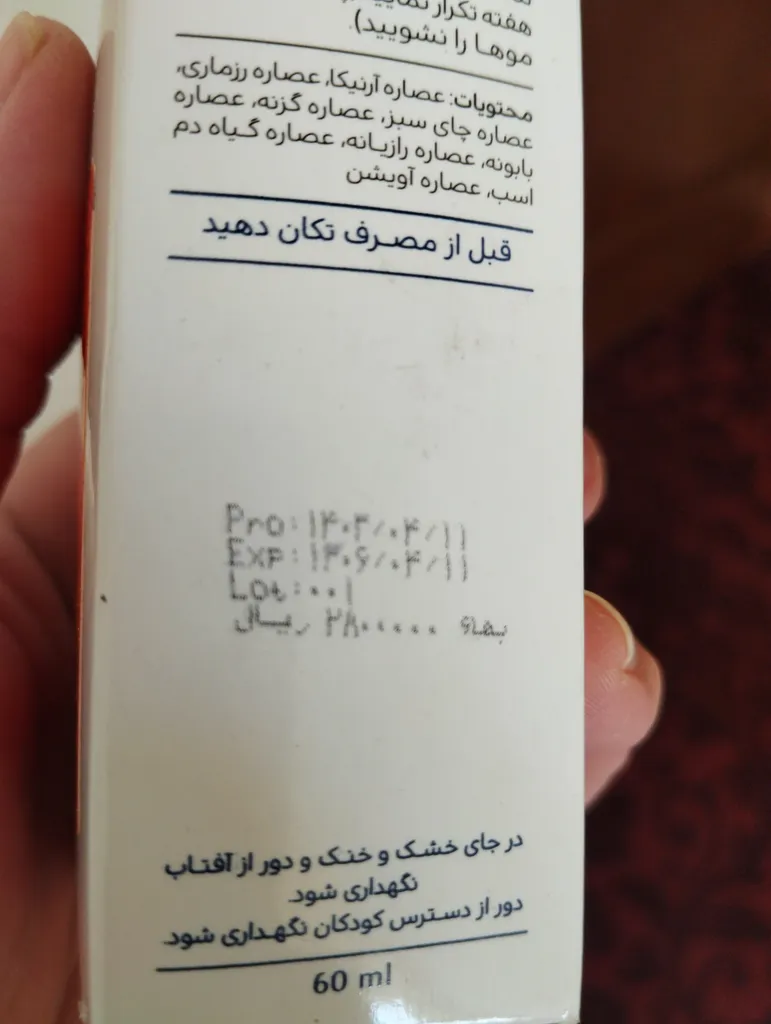 هفته تکرار نمایید
موها را نشویید).
محتویات: عصاره آرنیکا، عصاره رزماری،
عصاره چای سبز، عصاره گزنه، عصاره
بابونه، عصاره رازیانه، عصاره گیاه دم
اسب، عصاره آویشن
قبل از مصرف تکان دهید
Pro:۱۴۰۳/۰۴/۱۱
Exp:۱۴۰۶/۰۴/۱۱
Lot:۰۰۱
بهاء ۲۸۰۰۰۰۰ ریال
در جای خشک و خنک و دور از آفتاب
نگهداری شود.
دور از دسترس کودکان نگهداری شود.
60 ml